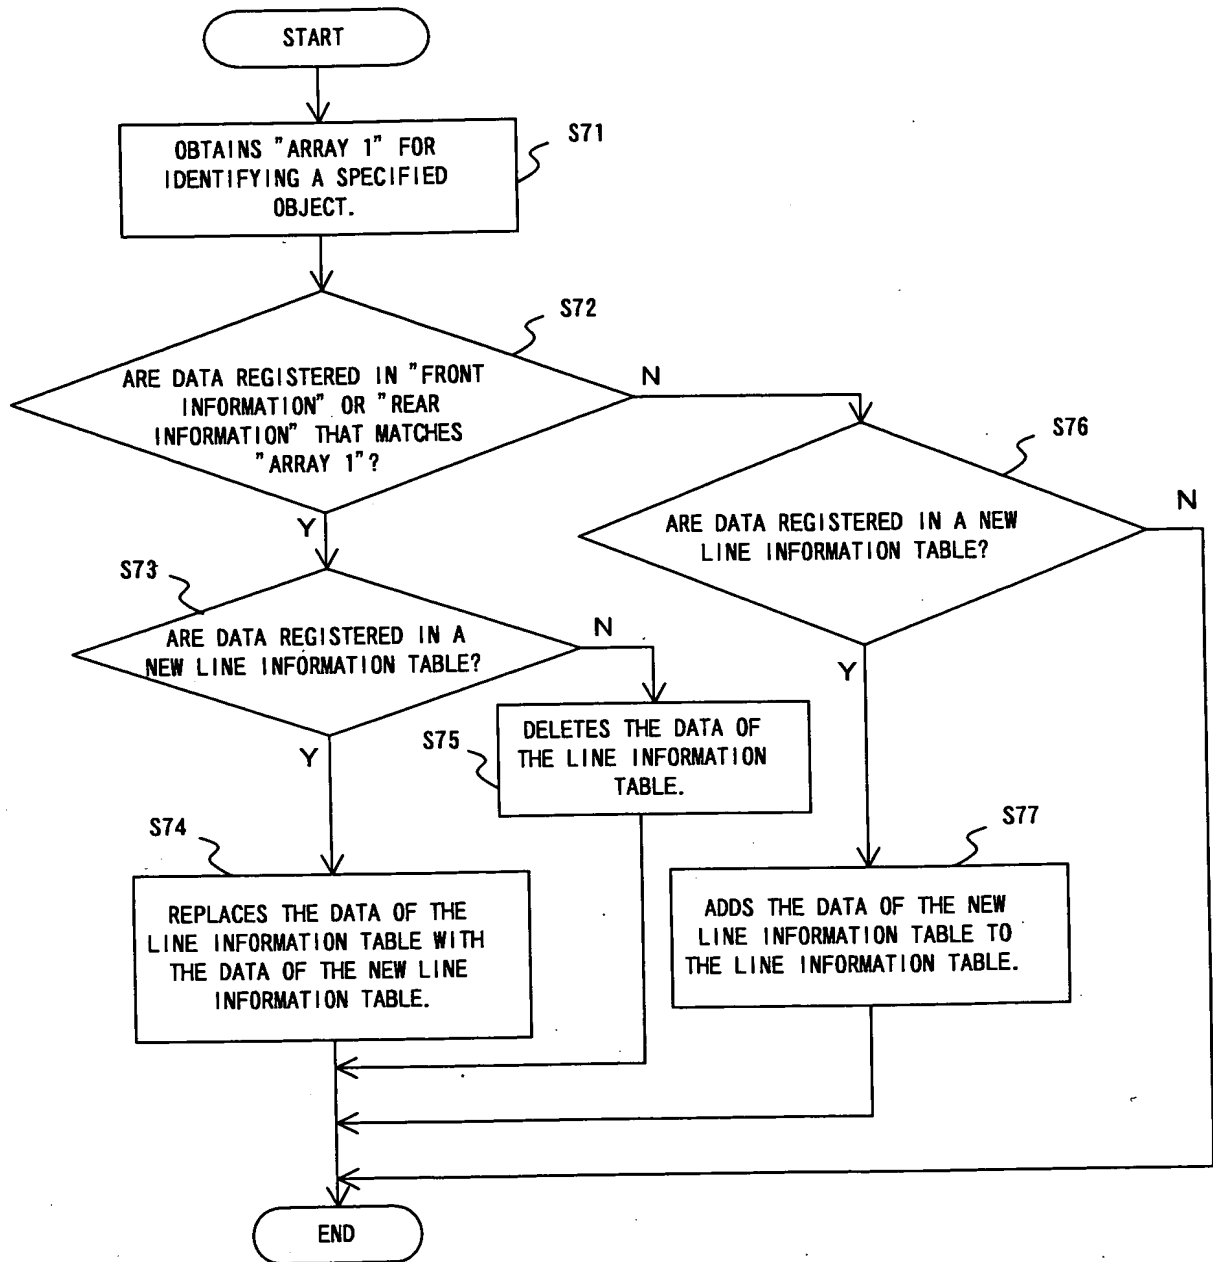 START
OBTAINS "ARRAY 1" FOR
IDENTIFYING A SPECIFIED
OBJECT.
S71
S72
ARE DATA REGISTERED IN "FRONT
INFORMATION" OR "REAR
INFORMATION" THAT MATCHES
"ARRAY 1"?
N
Y
S76
ARE DATA REGISTERED IN A NEW
LINE INFORMATION TABLE?
N
Y
S73
ARE DATA REGISTERED IN A
NEW LINE INFORMATION TABLE?
N
Y
S75
DELETES THE DATA OF
THE LINE INFORMATION
TABLE.
S74
REPLACES THE DATA OF THE
LINE INFORMATION TABLE WITH
THE DATA OF THE NEW LINE
INFORMATION TABLE.
S77
ADDS THE DATA OF THE NEW
LINE INFORMATION TABLE TO
THE LINE INFORMATION TABLE.
END